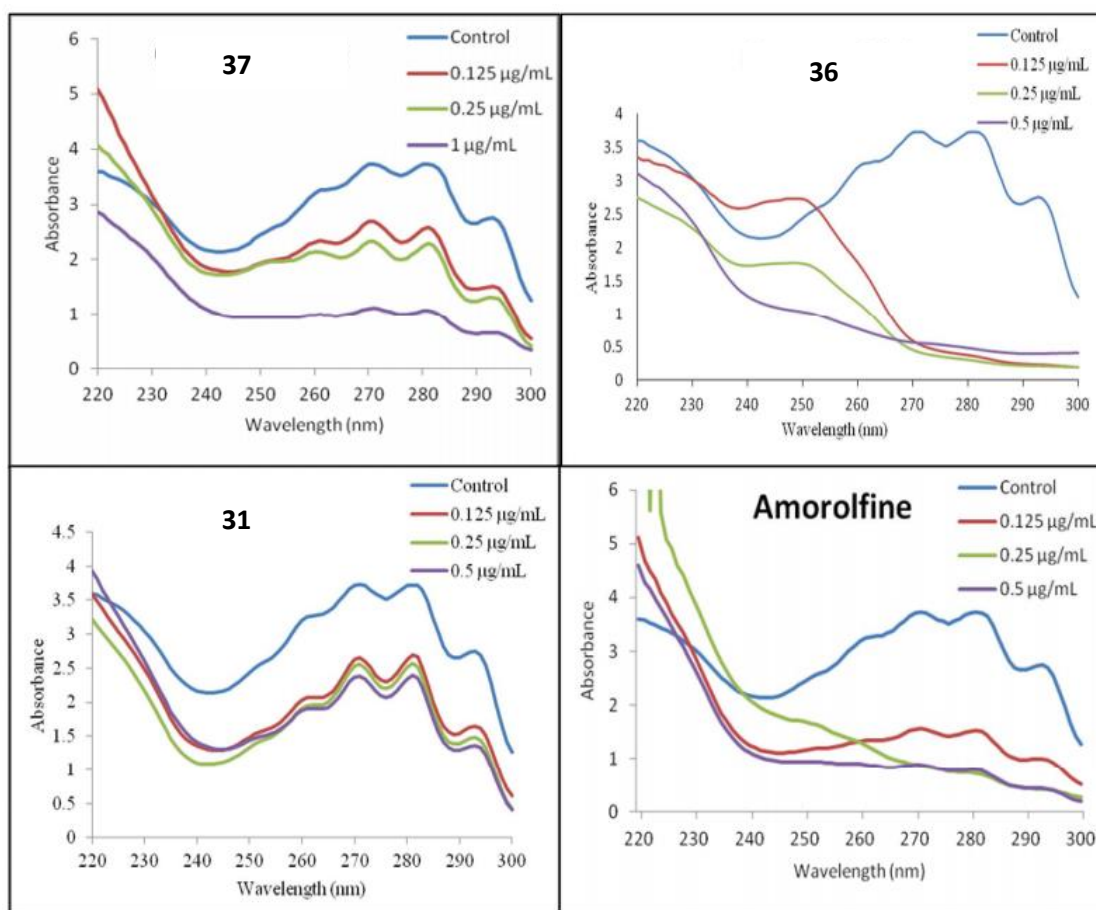 37
Control
0.125 µg/mL
0.25 µg/mL
1 µg/mL
6
5
4
3
2
1
0
Absorbance
220 230 240 250 260 270 280 290 300
Wavelength (nm)
36
Control
0.125 µg/mL
0.25 µg/mL
0.5 µg/mL
4
3.5
3
2.5
2
1.5
1
0.5
0
Absorbance
220 230 240 250 260 270 280 290 300
Wavelength (nm)
31
Control
0.125 µg/mL
0.25 µg/mL
0.5 µg/mL
4.5
4
3.5
3
2.5
2
1.5
1
0.5
0
Absorbance
220 230 240 250 260 270 280 290 300
Wavelength (nm)
Amorolfine
Control
0.125 µg/mL
0.25 µg/mL
0.5 µg/mL
6
5
4
3
2
1
0
Absorbance
220 230 240 250 260 270 280 290 300
Wavelength (nm)